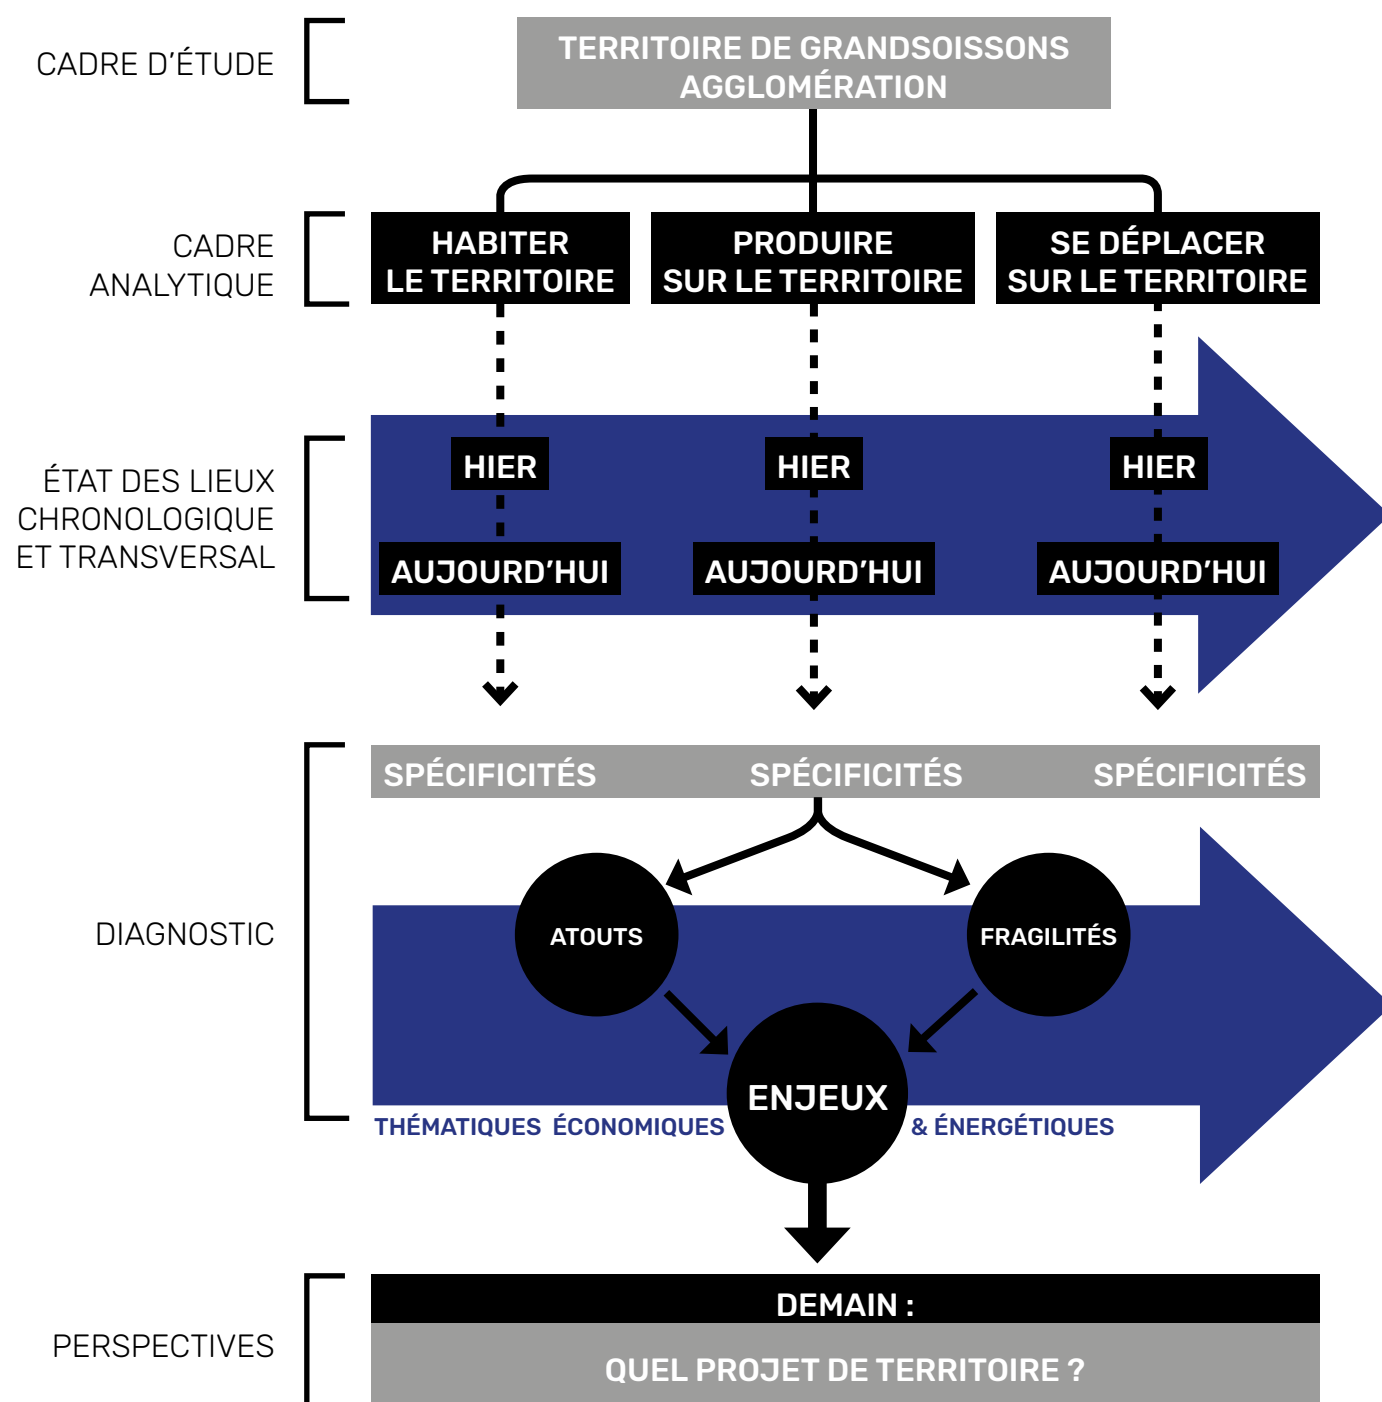 CADRE D'ÉTUDE
TERRITOIRE DE GRANDSOISSONS
AGGLOMÉRATION
CADRE
ANALYTIQUE
HABITER
LE TERRITOIRE
PRODUIRE
SUR LE TERRITOIRE
SE DÉPLACER
SUR LE TERRITOIRE
ÉTAT DES LIEUX
CHRONOLOGIQUE
ET TRANSVERSAL
HIER
HIER
HIER
AUJOURD'HUI
AUJOURD'HUI
AUJOURD'HUI
DIAGNOSTIC
SPÉCIFICITÉS
SPÉCIFICITÉS
SPÉCIFICITÉS
ATOUTS
FRAGILITÉS
ENJEUX
THÉMATIQUES ÉCONOMIQUES
& ÉNERGÉTIQUES
PERSPECTIVES
DEMAIN :
QUEL PROJET DE TERRITOIRE ?